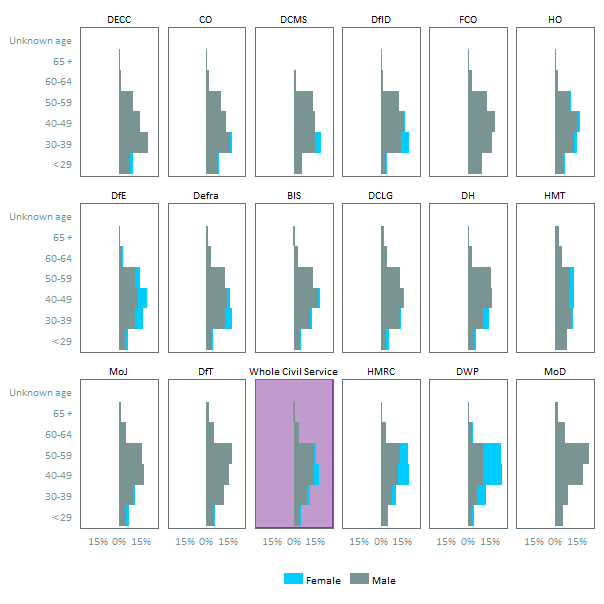 DECC CO DCMS DfID FCO HO
Unknown age
65 +
60-64
50-59
40-49
30-39
< 29
DfE Defra BIS DCLG DH HMT
Unknown age
65 +
60-64
50-59
40-49
30-39
< 29
MoJ DfT Whole Civil Service HMRC DWP MoD
Unknown age
65 +
60-64
50-59
40-49
30-39
< 29
15% 0% 15% 15% 0% 15% 15% 0% 15% 15% 0% 15% 15% 0% 15% 15% 0% 15%
Female Male